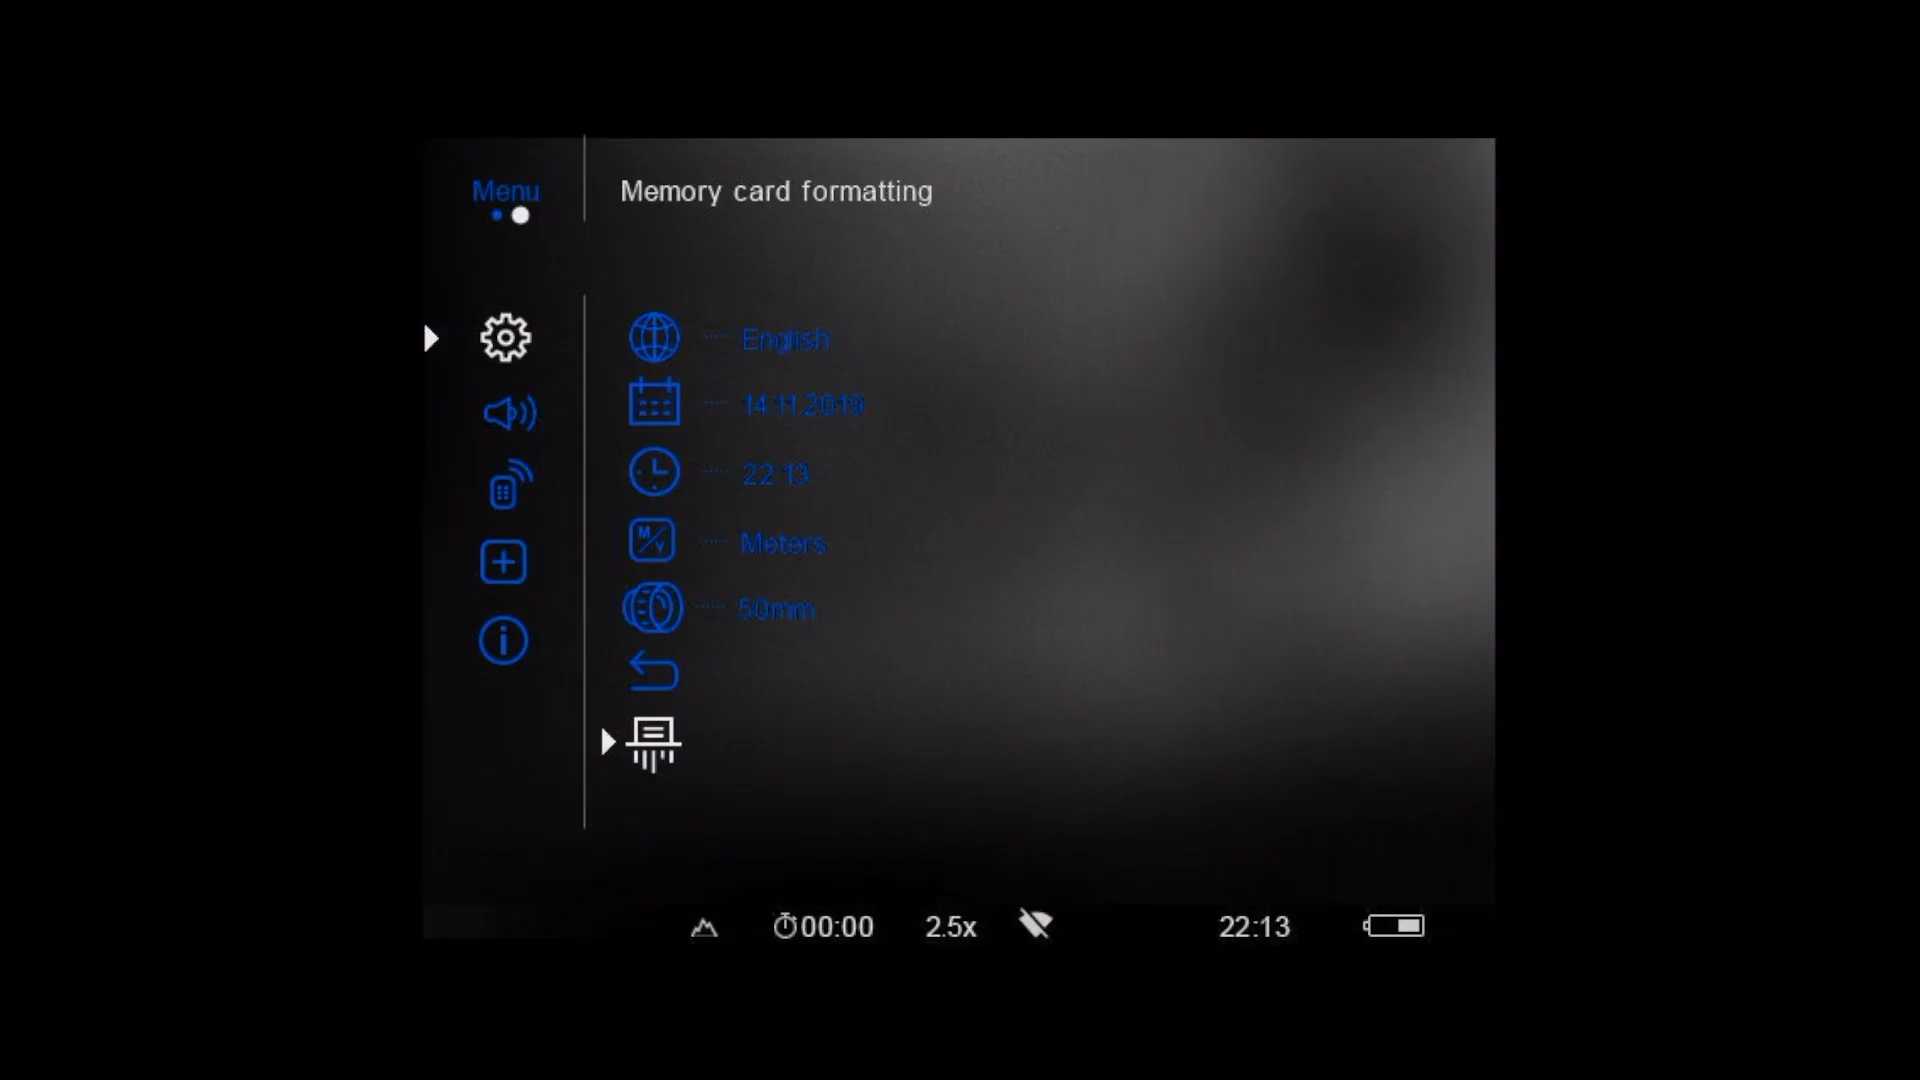 Menu
Memory card formatting
English
14.11.2019
22:13
M/Y
Meters
50mm
00:00
2.5x
22:13